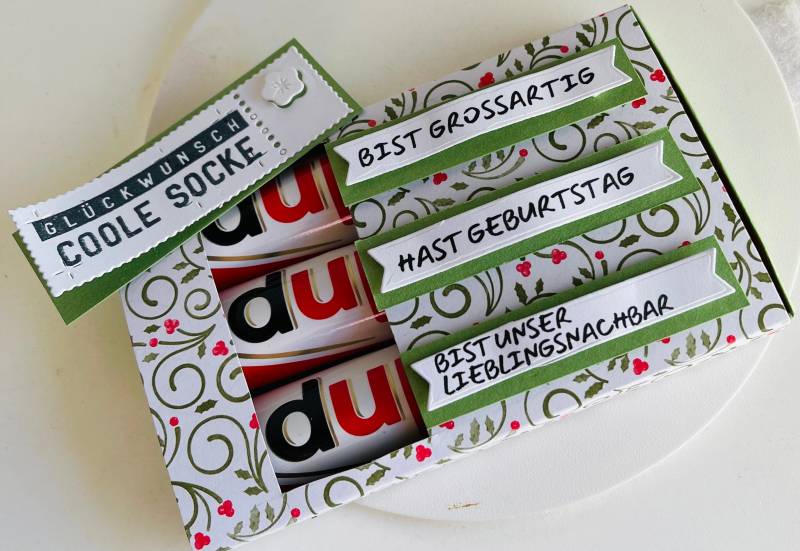 GLÜCKWUNSCH
COOLE SOCKE
du
BIST GROSSARTIG
du
HAST GEBURTSTAG
du
BIST UNSER
LIEBLINGSNACHBAR